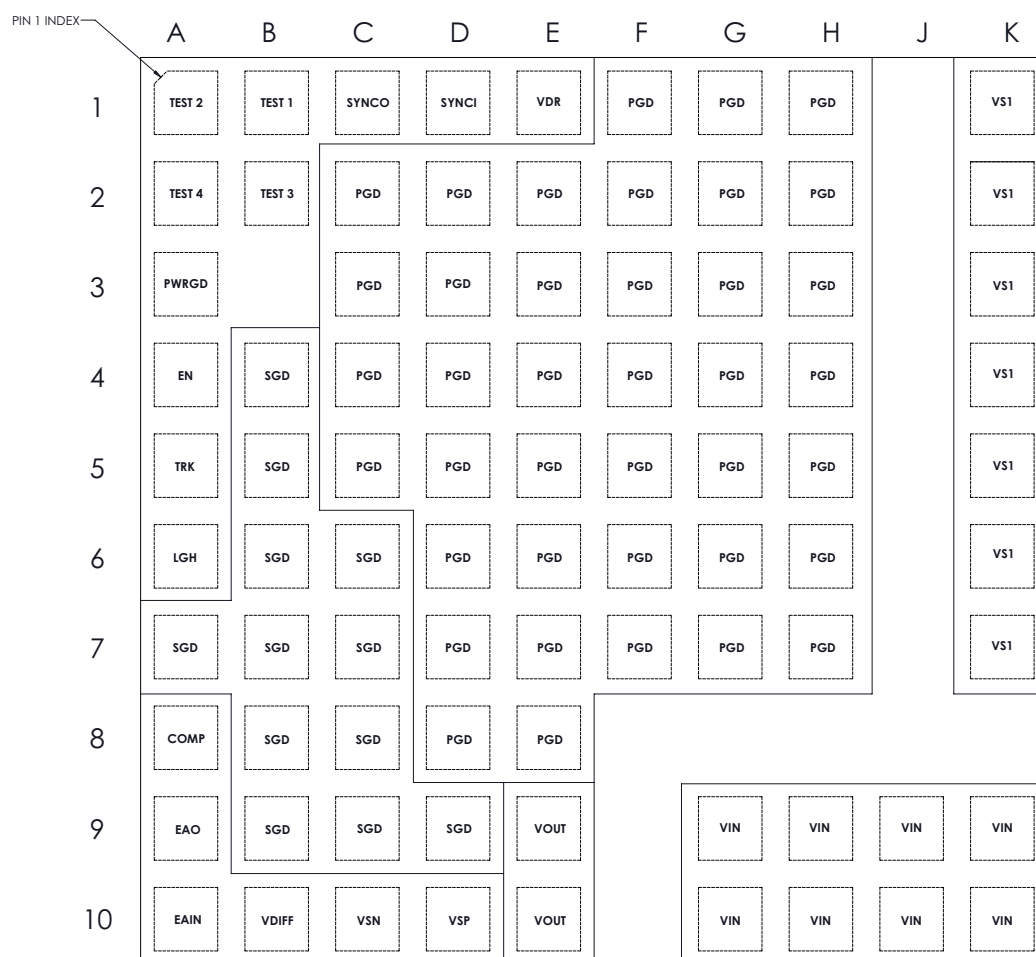 PIN 1 INDEX
A B C D E F G H J K
1 TEST 2 TEST 1 SYNCO SYNCI VDR PGD PGD PGD VS1
2 TEST 4 TEST 3 PGD PGD PGD PGD PGD PGD VS1
3 PWRGD PGD PGD PGD PGD PGD PGD VS1
4 EN SGD PGD PGD PGD PGD PGD PGD VS1
5 TRK SGD PGD PGD PGD PGD PGD PGD VS1
6 LGH SGD SGD PGD PGD PGD PGD PGD VS1
7 SGD SGD SGD PGD PGD PGD PGD PGD VS1
8 COMP SGD SGD PGD PGD
9 EAO SGD SGD SGD VOUT VIN VIN VIN VIN
10 EAIN VDIFF VSN VSP VOUT VIN VIN VIN VIN